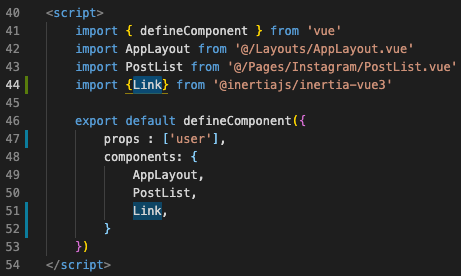 40 <script>
41 import { defineComponent } from 'vue'
42 import AppLayout from '@/Layouts/AppLayout.vue'
43 import PostList from '@/Pages/Instagram/PostList.vue'
44 import {Link} from '@inertiajs/inertia-vue3'
45
46 export default defineComponent({
47 props : ['user'],
48 components: {
49 AppLayout,
50 PostList,
51 Link,
52 }
53 })
54 </script>